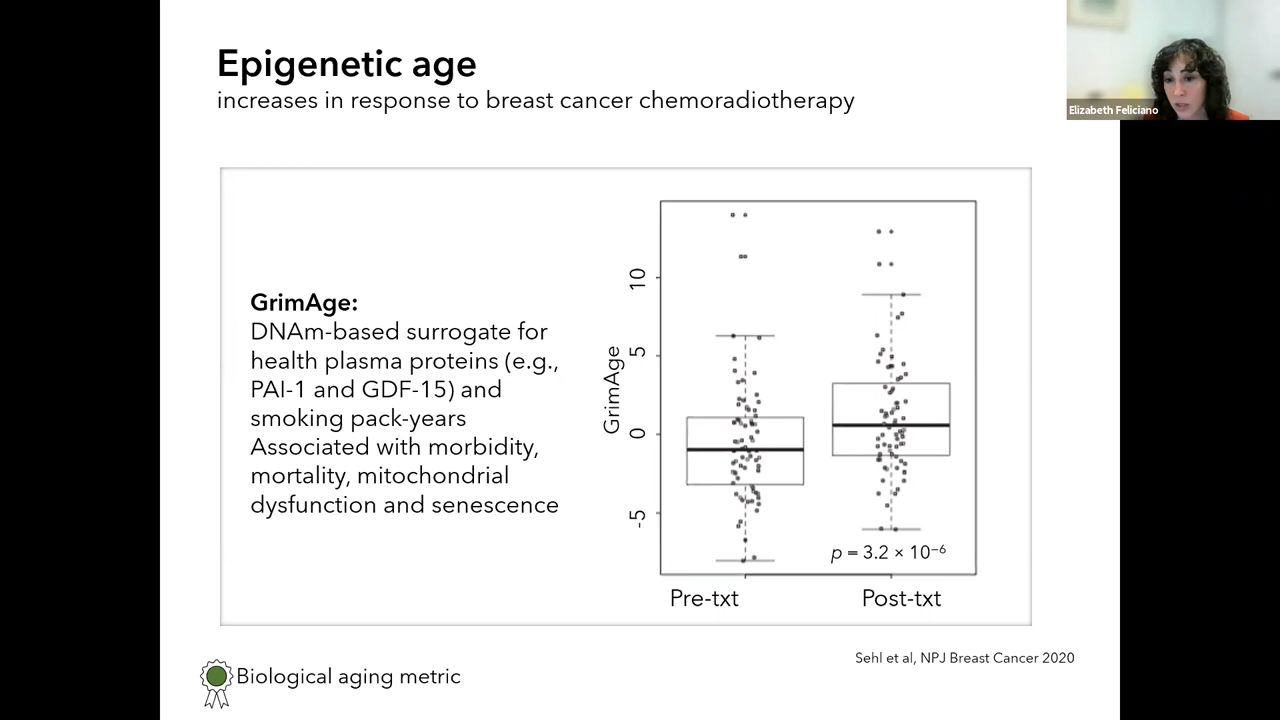 Epigenetic age
increases in response to breast cancer chemoradiotherapy
Elizabeth Feliciano
GrimAge:
DNAm-based surrogate for
health plasma proteins (e.g.,
PAI-1 and GDF-15) and
smoking pack-years
Associated with morbidity,
mortality, mitochondrial
dysfunction and senescence
GrimAge
10
5
0
-5
p = 3.2 × 10⁻⁶
Pre-txt
Post-txt
Sehl et al, NPJ Breast Cancer 2020
Biological aging metric